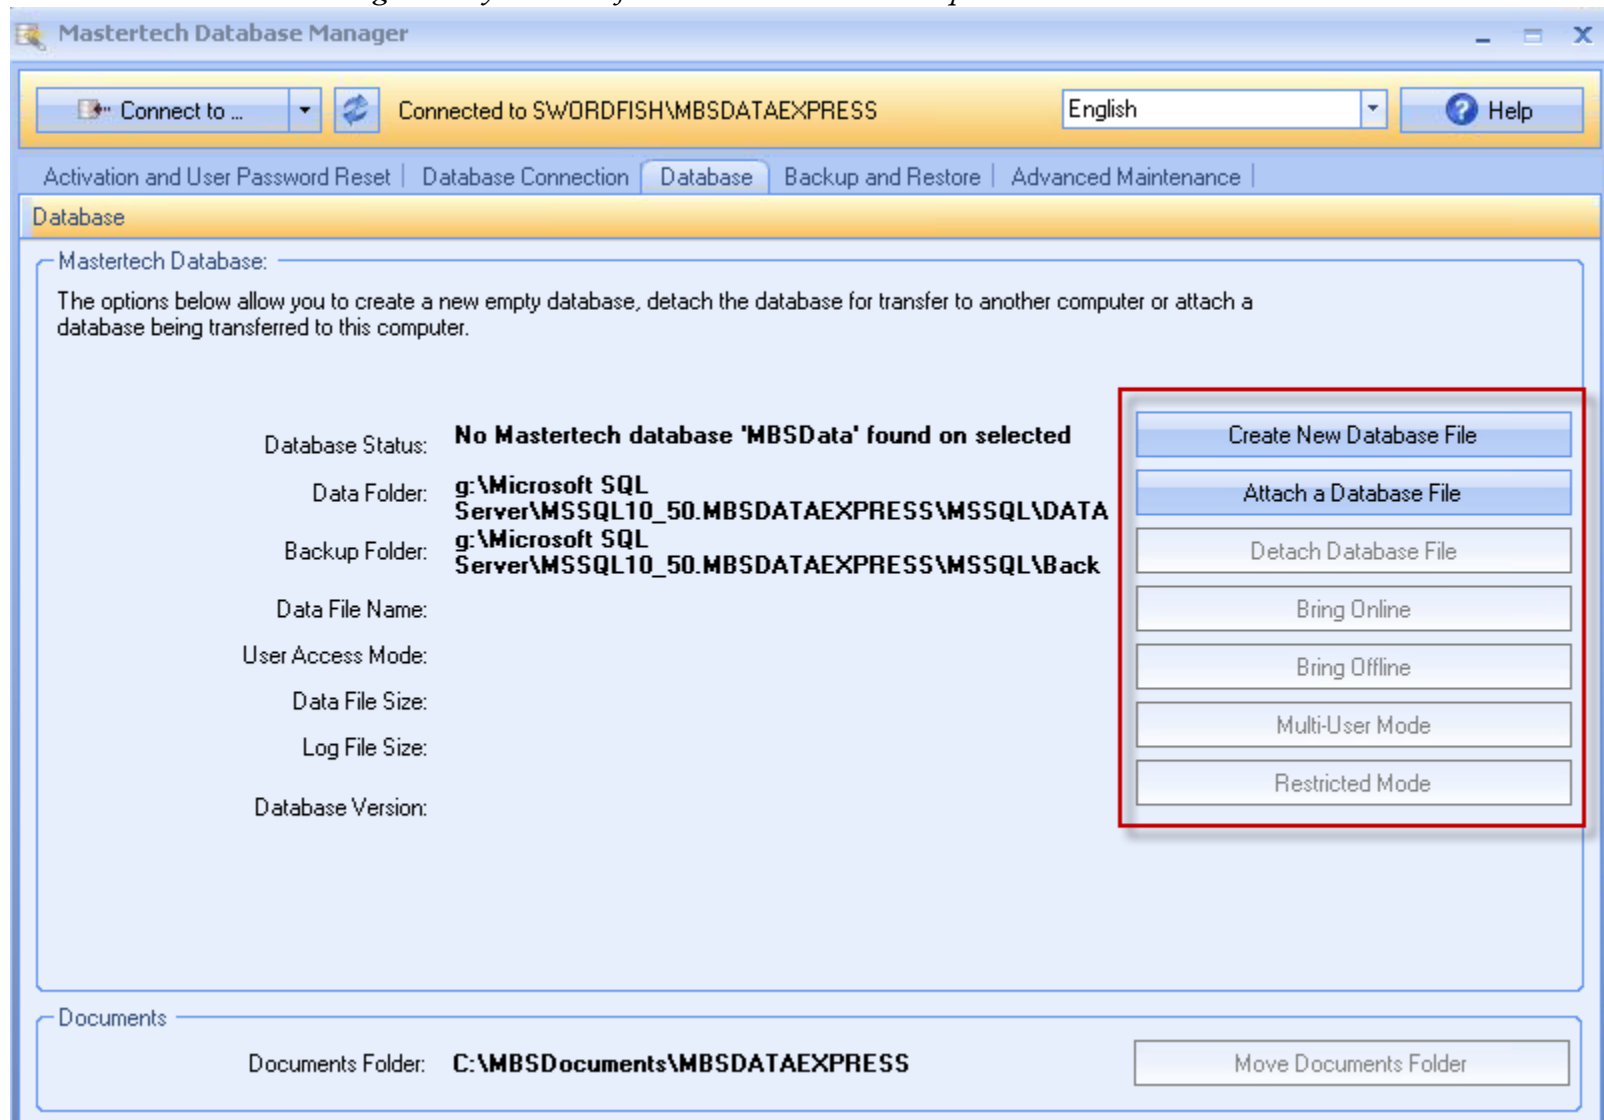 Mastertech Database Manager
Connect to ... Connected to SWORDFISH\MBSDATAEXPRESS English Help
Activation and User Password Reset Database Connection Database Backup and Restore Advanced Maintenance
Database
Mastertech Database:
The options below allow you to create a new empty database, detach the database for transfer to another computer or attach a
database being transferred to this computer.
Database Status: No Mastertech database 'MBSData' found on selected
Create New Database File
Data Folder: g:\Microsoft SQL
Server\MSSQL10_50.MBSDATAEXPRESS\MSSQL\DATA
Attach a Database File
Backup Folder: g:\Microsoft SQL
Server\MSSQL10_50.MBSDATAEXPRESS\MSSQL\Back
Detach Database File
Data File Name:
Bring Online
User Access Mode:
Bring Offline
Data File Size:
Multi-User Mode
Log File Size:
Restricted Mode
Database Version:
Documents
Documents Folder: C:\MBSDocuments\MBSDATAEXPRESS
Move Documents Folder